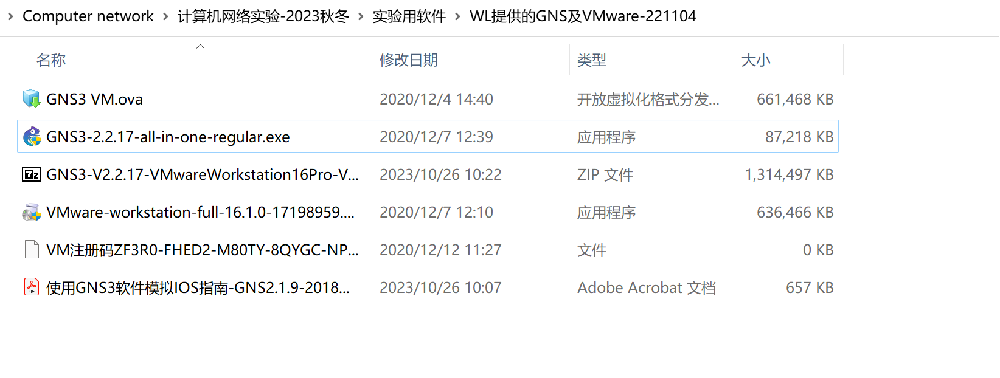 Computer network > 计算机网络实验-2023秋冬 > 实验用软件 > WL提供的GNS及VMware-221104
名称 修改日期 类型 大小
GNS3 VM.ova 2020/12/4 14:40 开放虚拟化格式分发... 661,468 KB
GNS3-2.2.17-all-in-one-regular.exe 2020/12/7 12:39 应用程序 87,218 KB
GNS3-V2.2.17-VMwareWorkstation16Pro-V... 2023/10/26 10:22 ZIP 文件 1,314,497 KB
VMware-workstation-full-16.1.0-17198959.... 2020/12/7 12:10 应用程序 636,466 KB
VM注册码ZF3R0-FHED2-M80TY-8QYGC-NP... 2020/12/12 11:27 文件 0 KB
使用GNS3软件模拟IOS指南-GNS2.1.9-2018... 2023/10/26 10:07 Adobe Acrobat 文档 657 KB